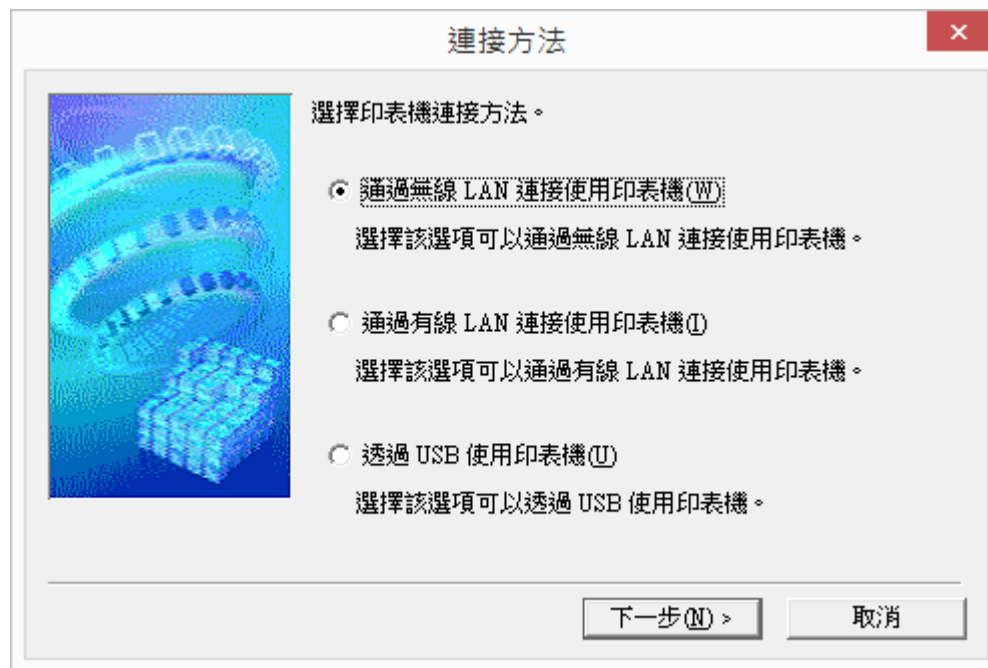 連接方法
選擇印表機連接方法。
通過無線 LAN 連接使用印表機(W)
選擇該選項可以通過無線 LAN 連接使用印表機。
通過有線 LAN 連接使用印表機(I)
選擇該選項可以通過有線 LAN 連接使用印表機。
透過 USB 使用印表機(U)
選擇該選項可以透過 USB 使用印表機。
下一步(N) >
取消